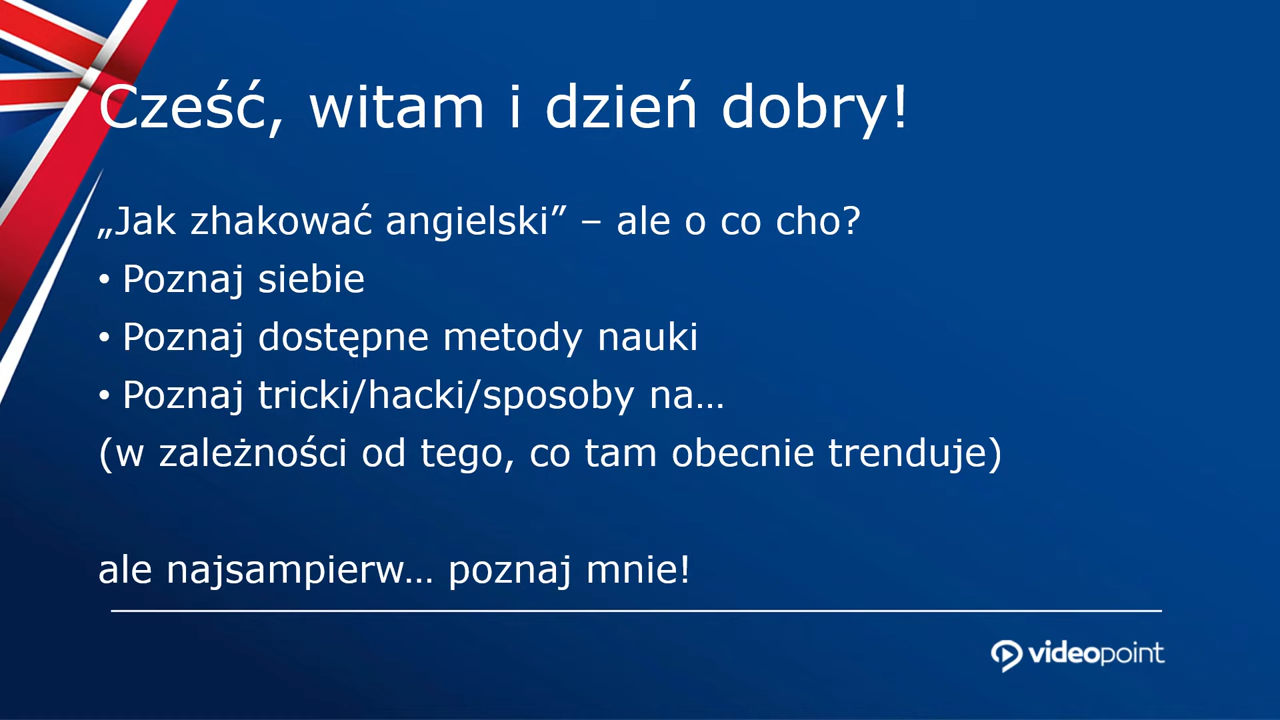 Cześć, witam i dzień dobry!
„Jak zhakować angielski” – ale o co cho?
• Poznaj siebie
• Poznaj dostępne metody nauki
• Poznaj tricki/hacki/sposoby na…
(w zależności od tego, co tam obecnie trenduje)
ale najsampierw… poznaj mnie!
videopoint